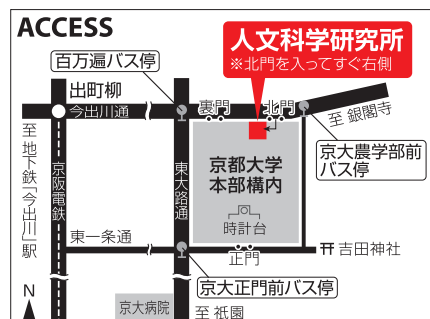 ACCESS
人文科学研究所
※北門を入ってすぐ右側
百万遍バス停
出町柳
今出川通
裏門
北門
至 銀閣寺
至 地下鉄「今出川」駅
京阪電鉄
東大路通
京都大学
本部構内
京大農学部前
バス停
時計台
東一条通
正門
吉田神社
京大正門前バス停
N
京大病院
至 祇園